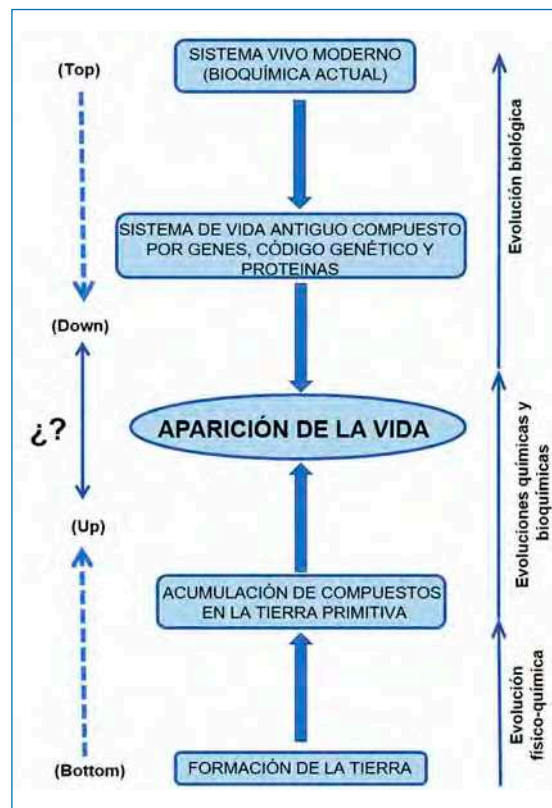 SISTEMA VIVO MODERNO
(BIOQUÍMICA ACTUAL)
(Top)
SISTEMA DE VIDA ANTIGUO COMPUESTO
POR GENES, CÓDIGO GENÉTICO Y
PROTEINAS
(Down)
¿?
APARICIÓN DE LA VIDA
(Up)
ACUMULACIÓN DE COMPUESTOS
EN LA TIERRA PRIMITIVA
(Bottom)
FORMACIÓN DE LA TIERRA
Evolución biológica
Evoluciones químicas y
bioquímicas
Evolución
físico-química